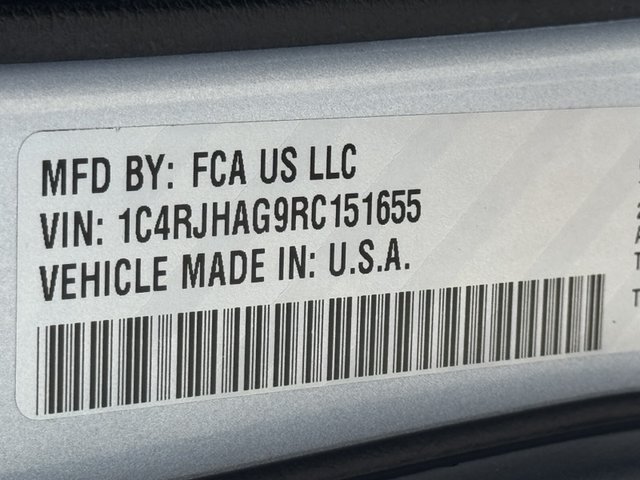 MFD BY: FCA US LLC
VIN: 1C4RJHAG9RC151655
VEHICLE MADE IN: U.S.A.